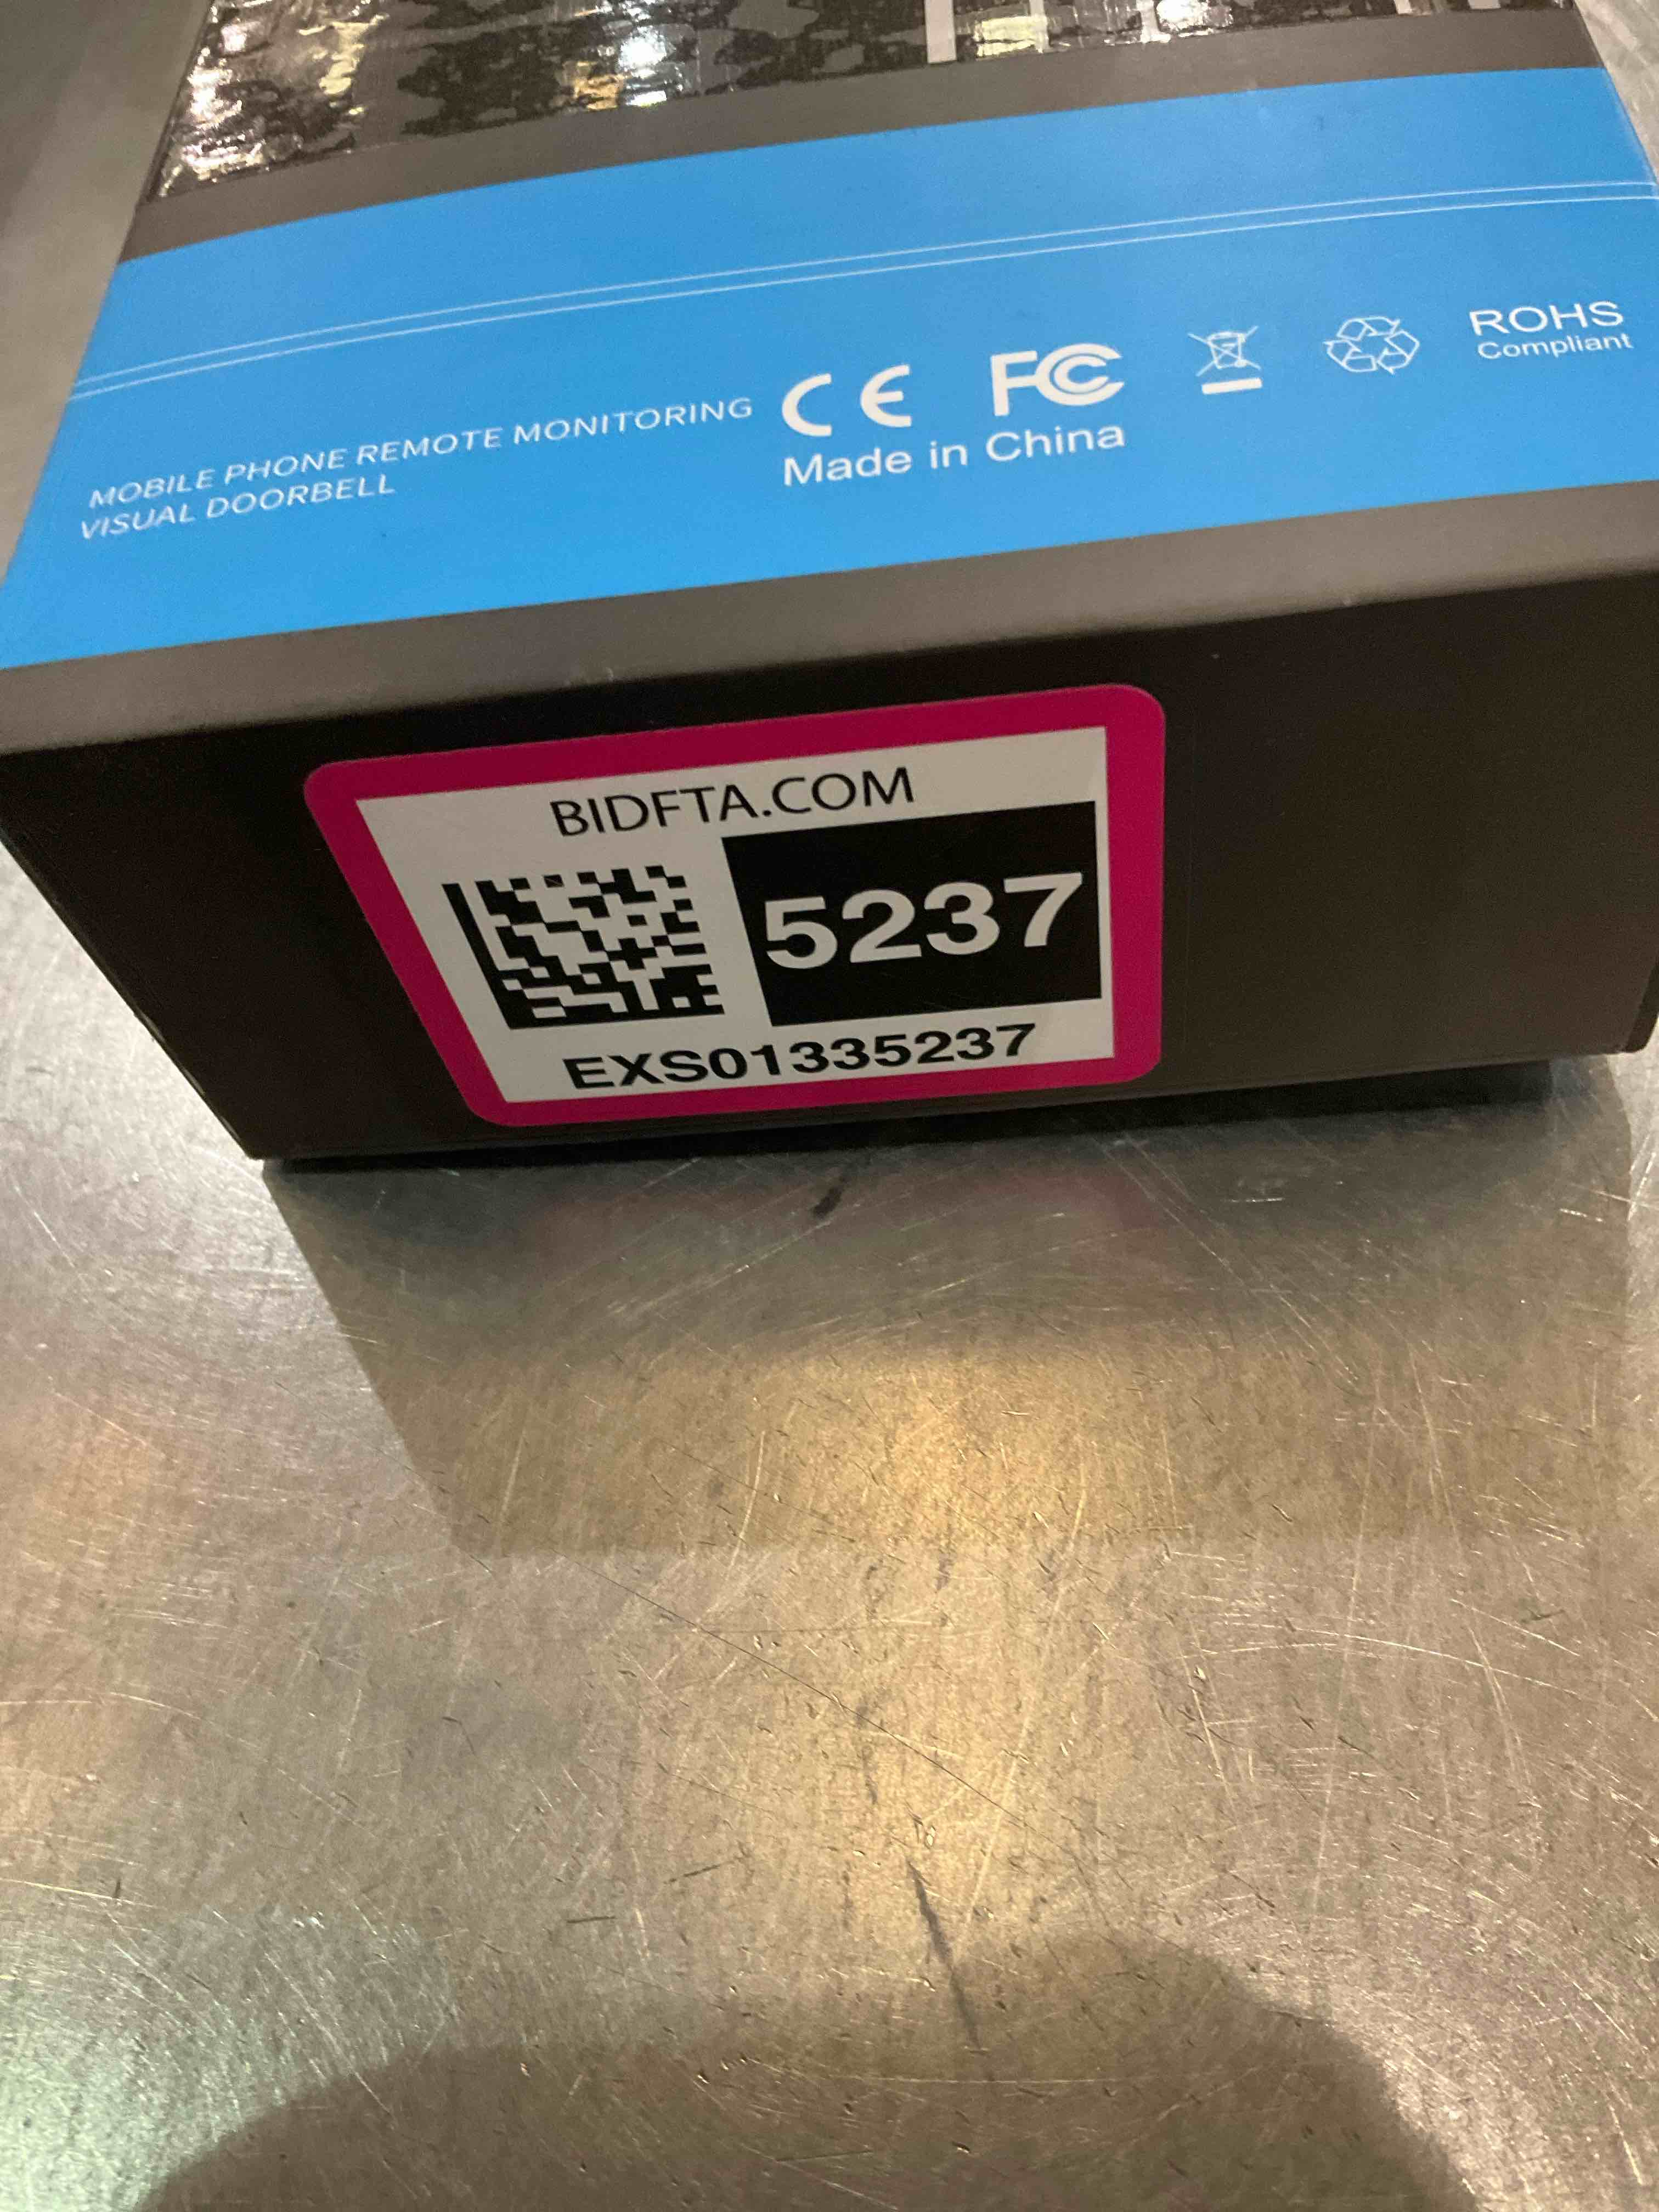 MOBILE PHONE REMOTE MONITORING
VISUAL DOORBELL
CE FC
Made in China
ROHS
Compliant
BIDFTA.COM
5237
EXS01335237